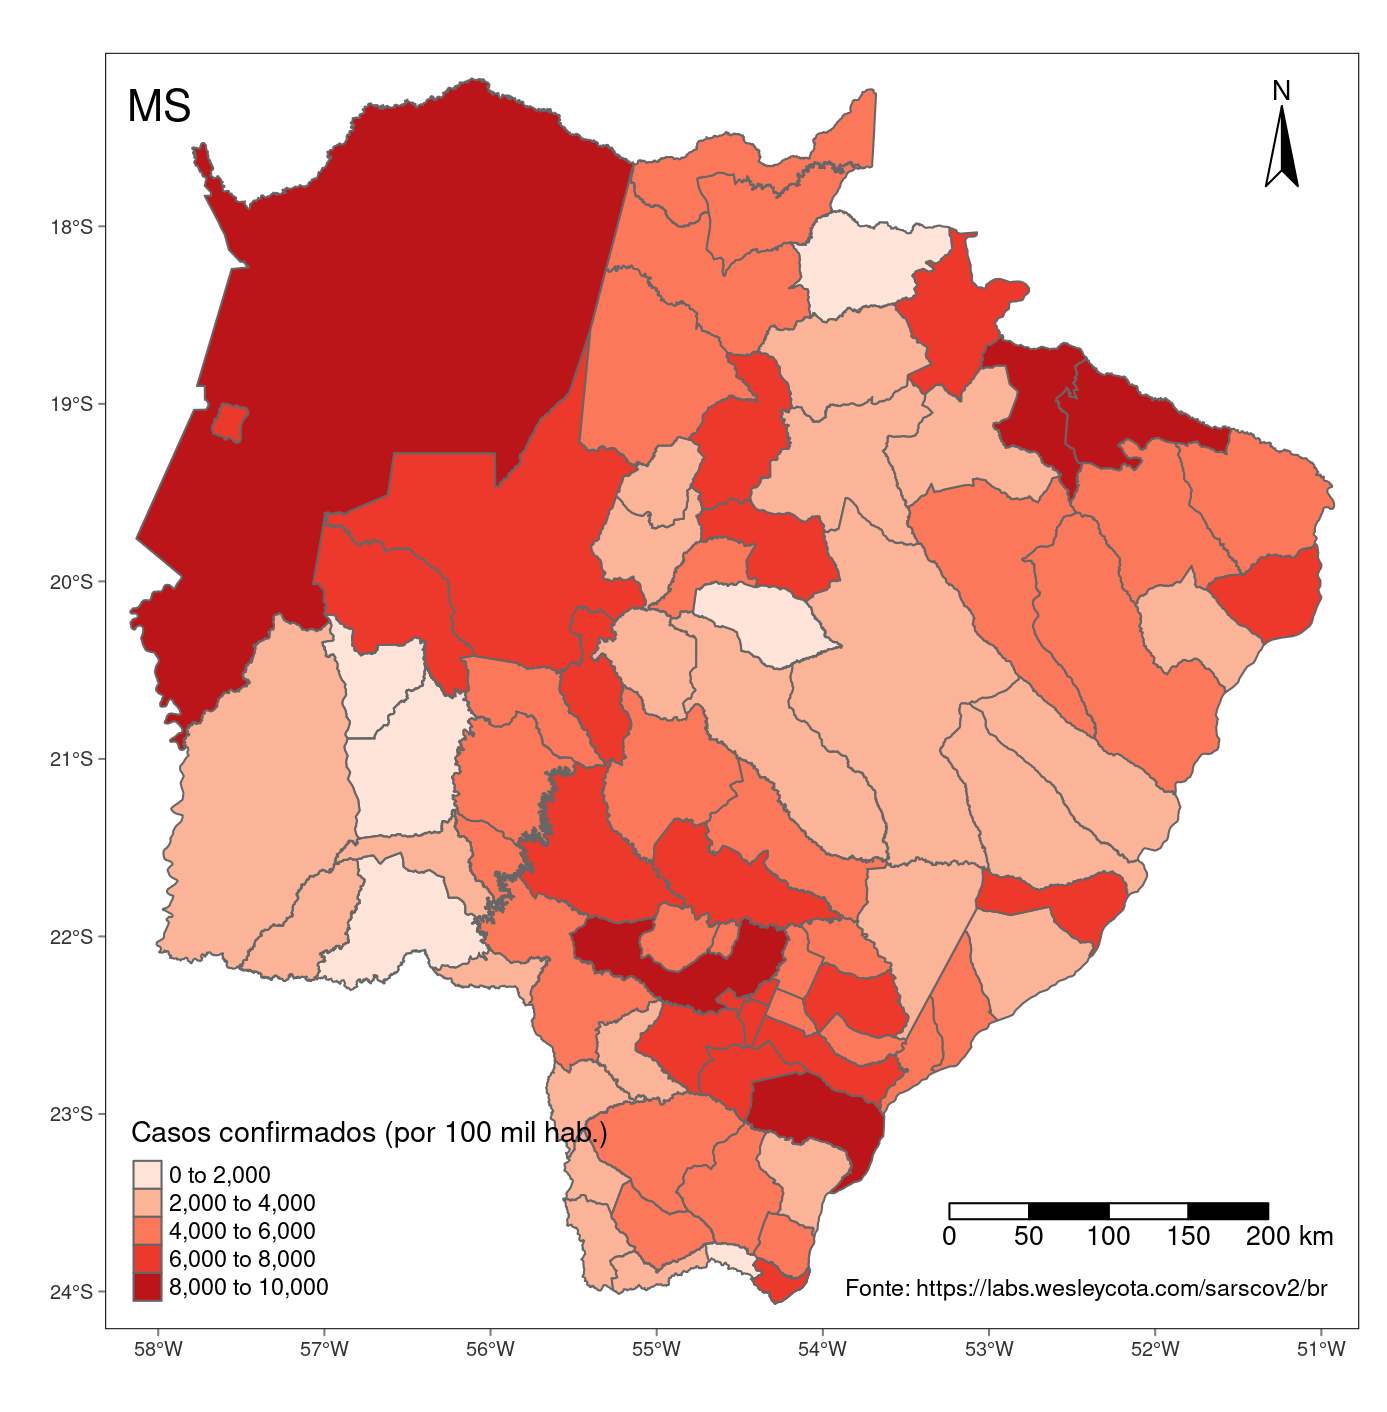 MS
N
18°S
19°S
20°S
21°S
22°S
23°S
24°S
Casos confirmados (por 100 mil hab.)
0 to 2,000
2,000 to 4,000
4,000 to 6,000
6,000 to 8,000
8,000 to 10,000
0 50 100 150 200 km
Fonte: https://labs.wesleycota.com/sarscov2/br
58°W 57°W 56°W 55°W 54°W 53°W 52°W 51°W